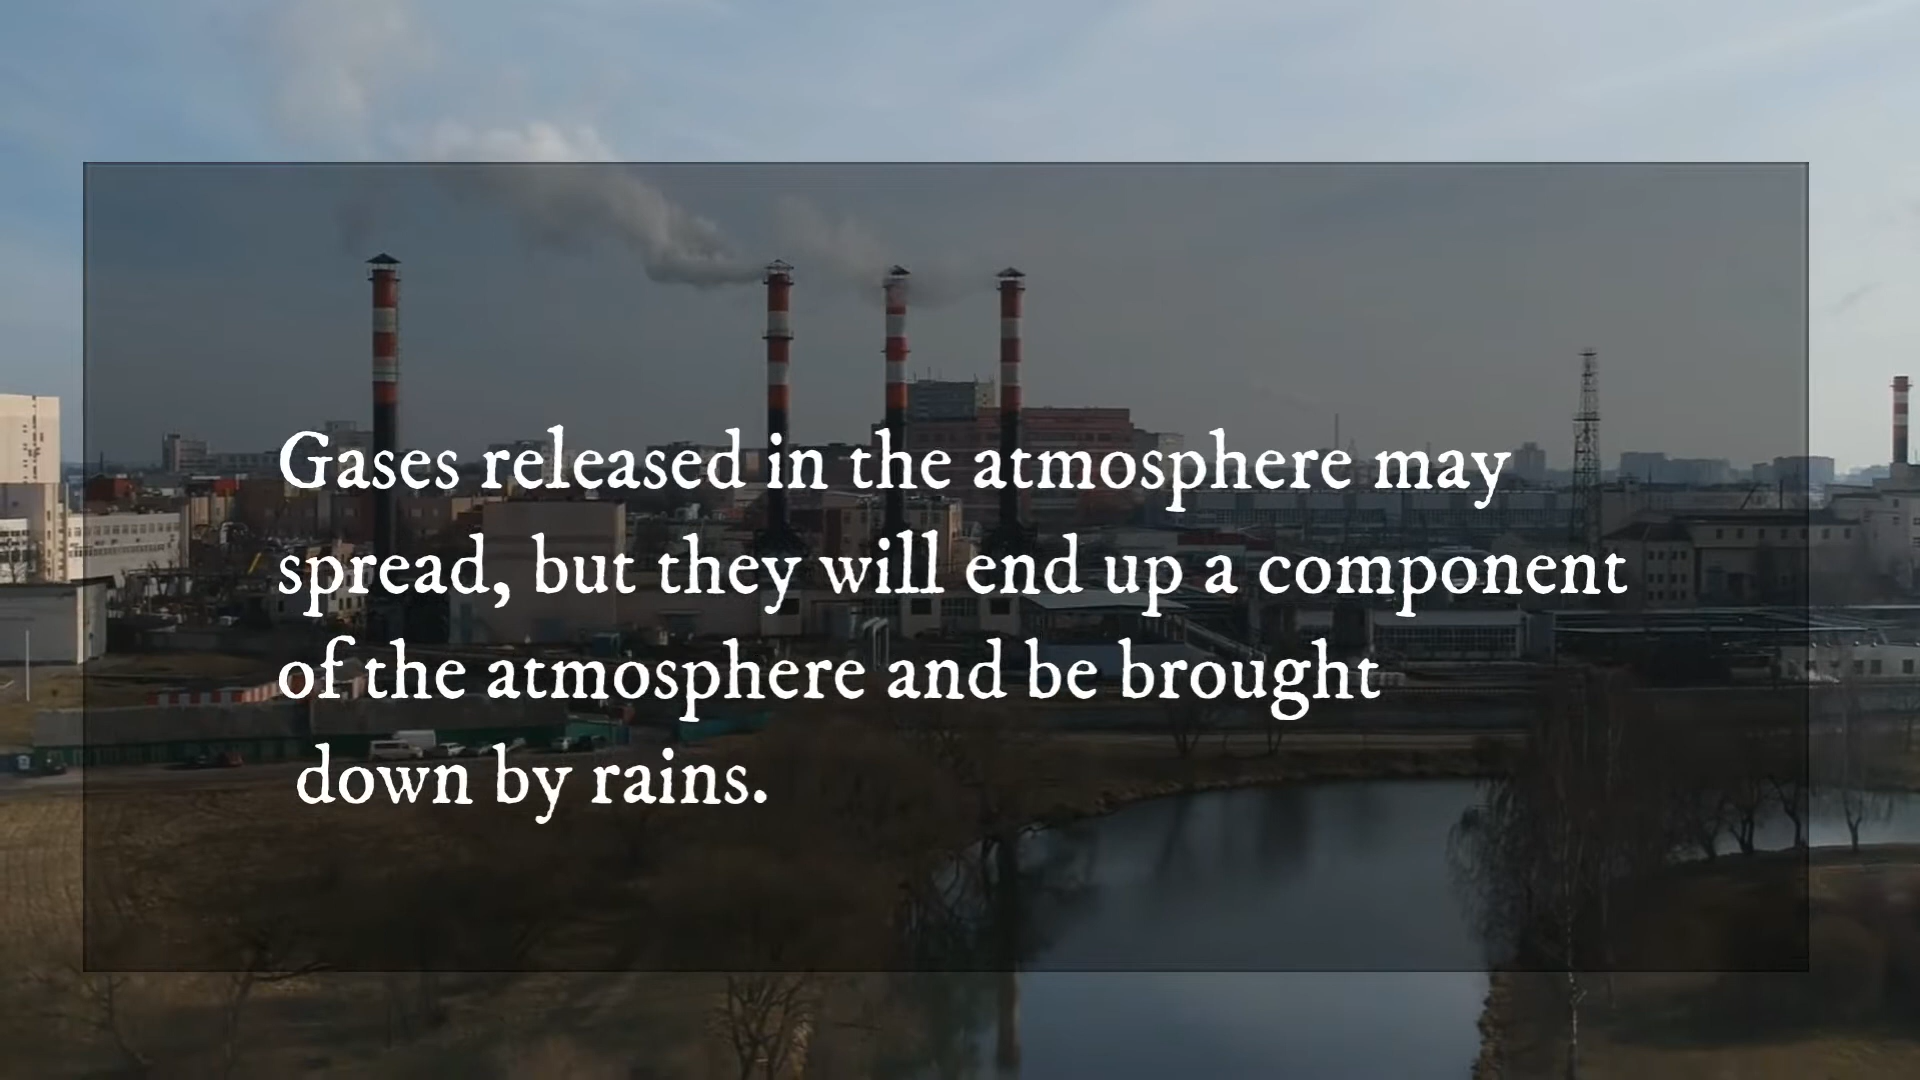 Gases released in the atmosphere may
spread, but they will end up a component
of the atmosphere and be brought
down by rains.